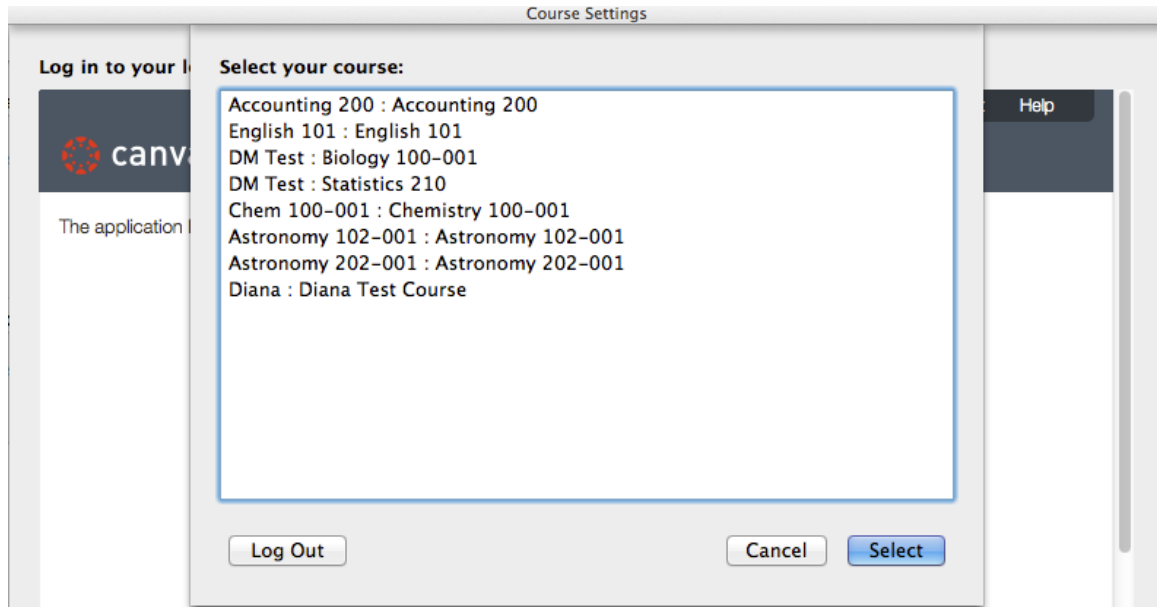 Course Settings
Log in to your l
Select your course:
Help
canva
The application l
Accounting 200 : Accounting 200
English 101 : English 101
DM Test : Biology 100-001
DM Test : Statistics 210
Chem 100-001 : Chemistry 100-001
Astronomy 102-001 : Astronomy 102-001
Astronomy 202-001 : Astronomy 202-001
Diana : Diana Test Course
Log Out
Cancel
Select